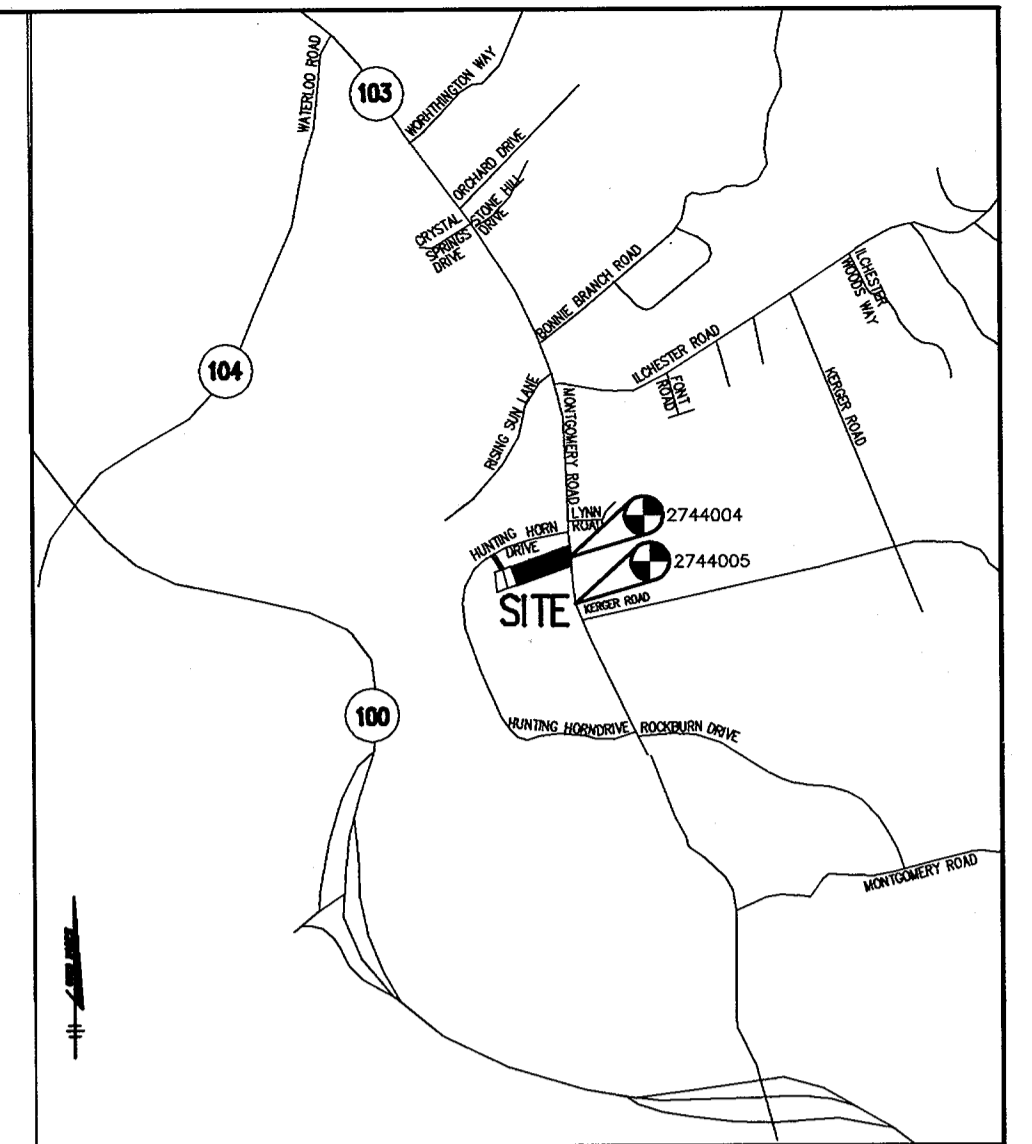 WATERLOO ROAD
103
WORHTHINGTON WAY
ORCHARD DRIVE
STONE HILL
DRIVE
CRYSTAL
SPRINGS
DRIVE
BONNIE BRANCH ROAD
ILCHESTER
WOODS WAY
104
ILCHESTER ROAD
FONT
ROAD
KERGER ROAD
RISING SUN LANE
MONTGOMERY ROAD
LYNN
ROAD
2744004
HUNTING HORN
DRIVE
2744005
SITE
KERGER ROAD
100
HUNTING HORNDRIVE
ROCKBURN DRIVE
MONTGOMERY ROAD